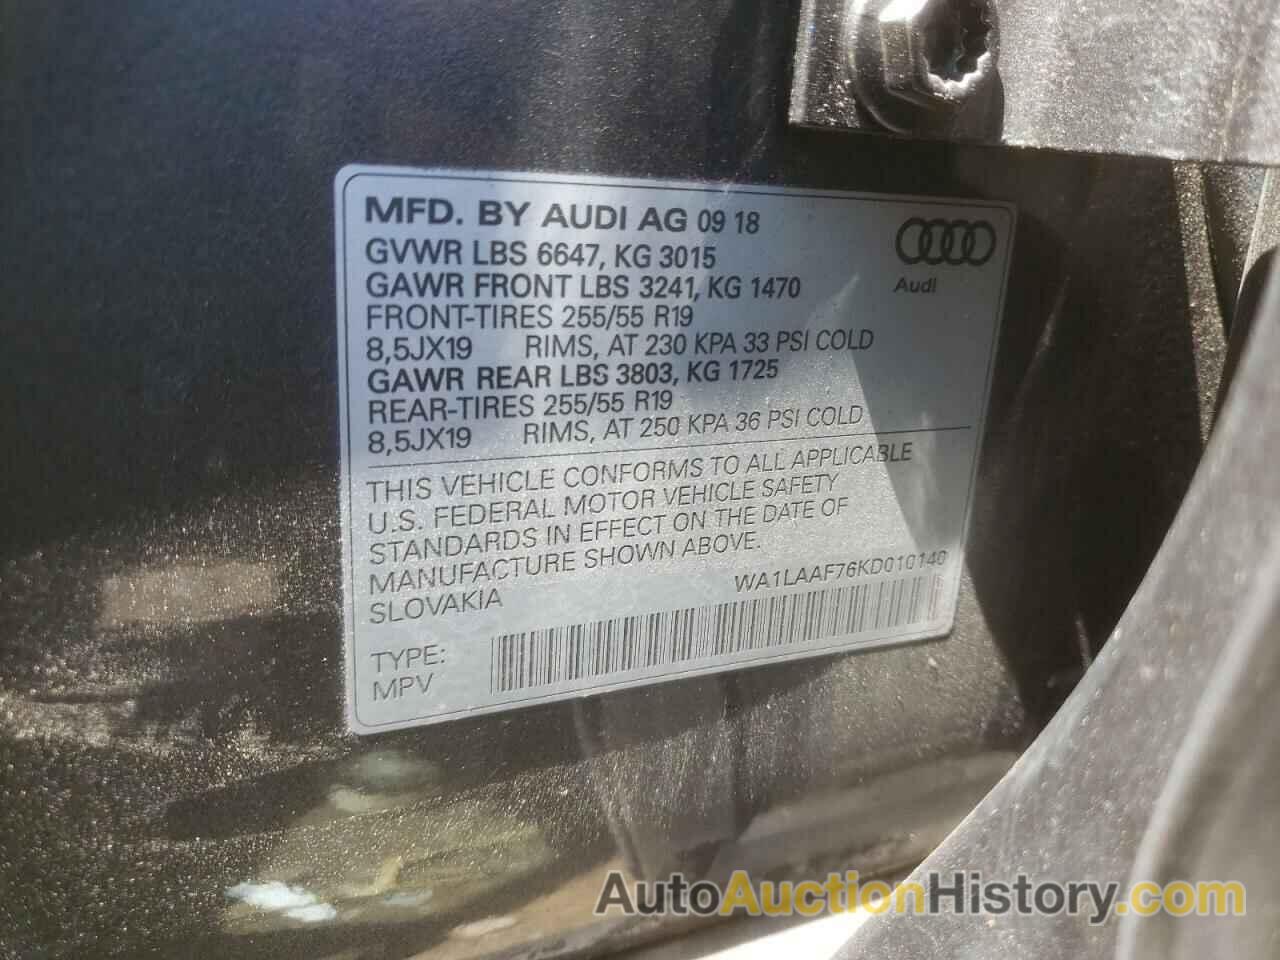 MFD. BY AUDI AG 09 18
GVWR LBS 6647, KG 3015
GAWR FRONT LBS 3241, KG 1470
Audi
FRONT-TIRES 255/55 R19
8,5JX19 RIMS, AT 230 KPA 33 PSI COLD
GAWR REAR LBS 3803, KG 1725
REAR-TIRES 255/55 R19
8,5JX19 RIMS, AT 250 KPA 36 PSI COLD
THIS VEHICLE CONFORMS TO ALL APPLICABLE
U.S. FEDERAL MOTOR VEHICLE SAFETY
STANDARDS IN EFFECT ON THE DATE OF
MANUFACTURE SHOWN ABOVE.
SLOVAKIA
WA1LAAF76KD010140
TYPE:
MPV
AutoAuctionHistory.com